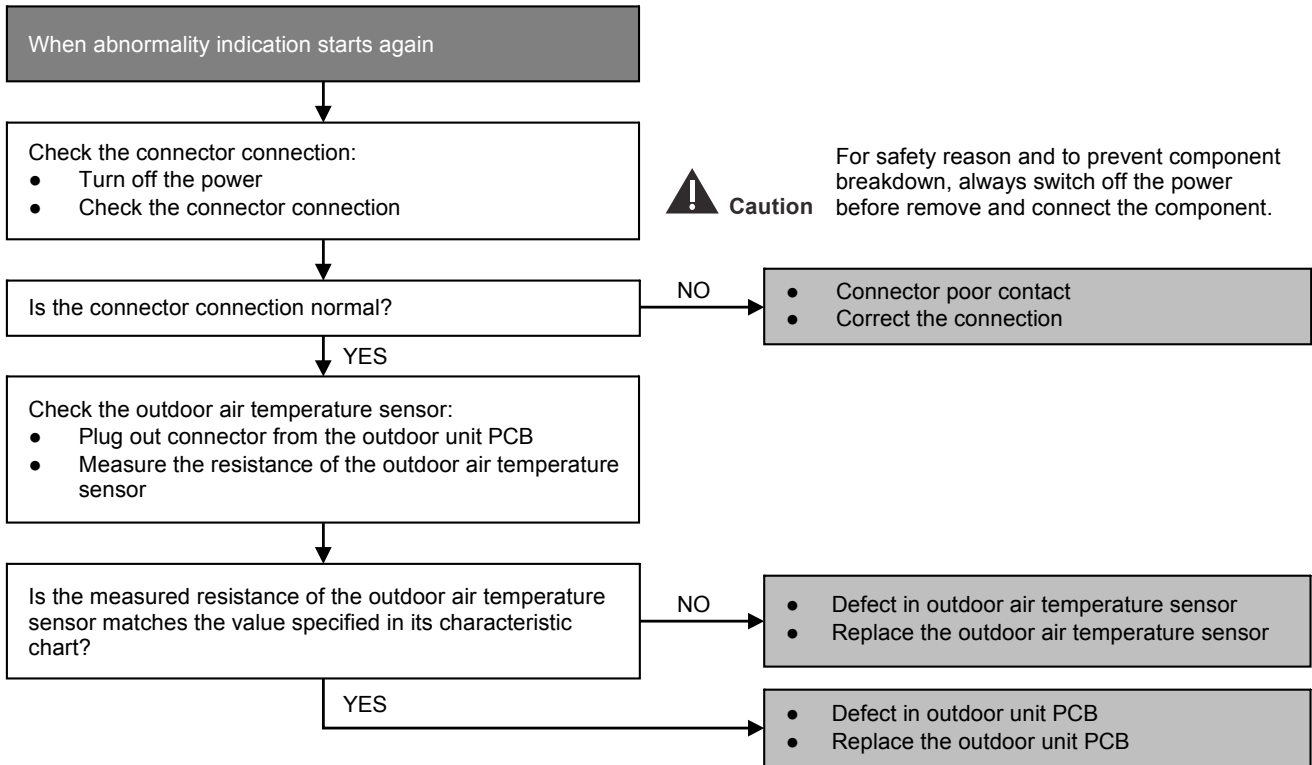 When abnormality indication starts again
Check the connector connection:
● Turn off the power
● Check the connector connection
For safety reason and to prevent component
breakdown, always switch off the power
Caution before remove and connect the component.
Is the connector connection normal?
NO
● Connector poor contact
● Correct the connection
YES
Check the outdoor air temperature sensor:
● Plug out connector from the outdoor unit PCB
● Measure the resistance of the outdoor air temperature
sensor
Is the measured resistance of the outdoor air temperature
sensor matches the value specified in its characteristic
chart?
NO
● Defect in outdoor air temperature sensor
● Replace the outdoor air temperature sensor
YES
● Defect in outdoor unit PCB
● Replace the outdoor unit PCB